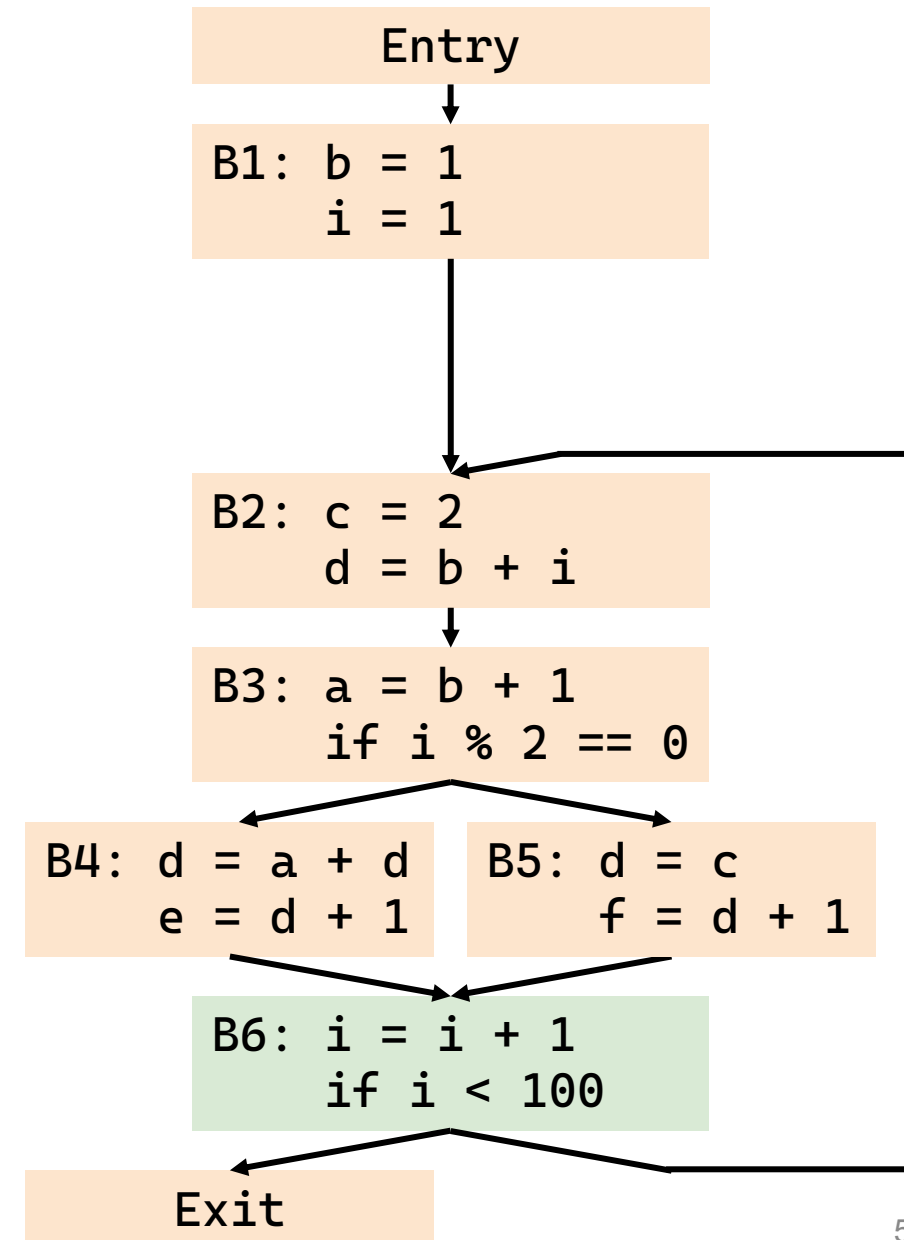 Entry
B1: b = 1
i = 1
B2: c = 2
d = b + i
B3: a = b + 1
if i % 2 == 0
B4: d = a + d
e = d + 1
B5: d = c
f = d + 1
B6: i = i + 1
if i < 100
Exit
5